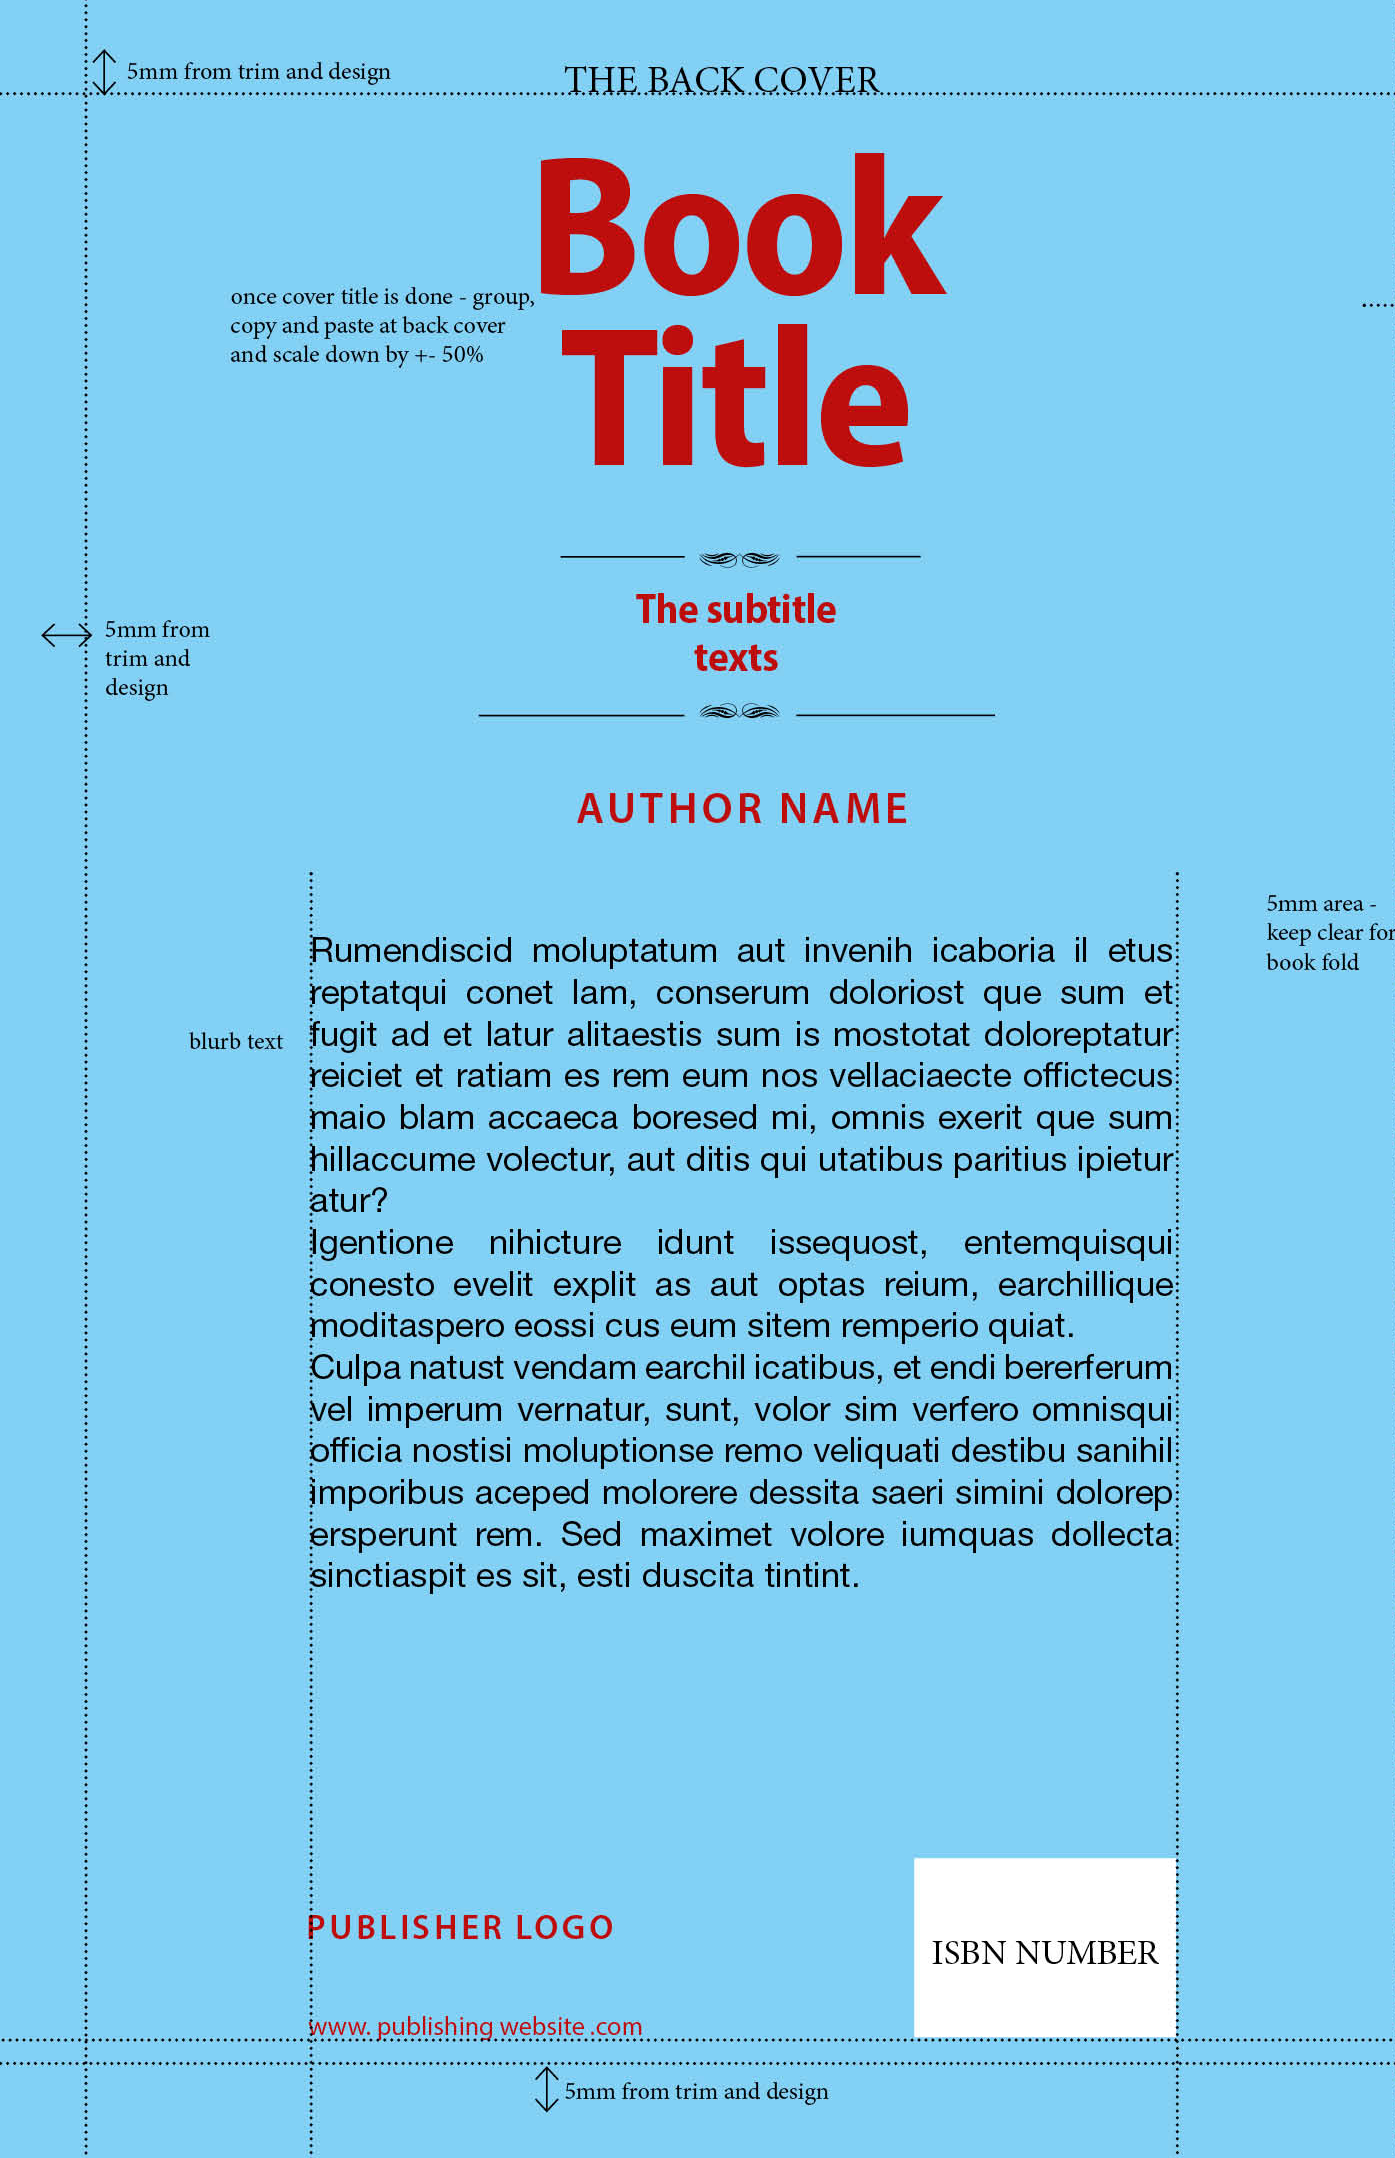 5mm from trim and design
THE BACK COVER
Book
Title
once cover title is done - group,
copy and paste at back cover
and scale down by +- 50%
The subtitle
texts
5mm from
trim and
design
AUTHOR NAME
5mm area -
keep clear for
book fold
blurb text
Rumendiscid moluptatum aut invenih icaboria il etus
reptatqui conet lam, conserum doloriost que sum et
fugit ad et latur alitaestis sum is mostotat doloreptatur
reiciet et ratiam es rem eum nos vellaciaecte offictecus
maio blam accaeca boresed mi, omnis exerit que sum
hillaccume volectur, aut ditis qui utatibus paritius ipietur
atur?
Igentione nihicture idunt issequost, entemquisqui
conesto evelit explit as aut optas reium, earchillique
moditaspero eossi cus eum sitem remperio quiat.
Culpa natust vendam earchil icatibus, et endi bererferum
vel imperum vernatur, sunt, volor sim verfero omnisqui
officia nostisi moluptionse remo veliquati destibu sanihil
imporibus aceped molorere dessita saeri simini dolorep
ersperunt rem. Sed maximet volore iumquas dollecta
sinctiaspit es sit, esti duscita tintint.
PUBLISHER LOGO
ISBN NUMBER
www. publishing website .com
5mm from trim and design